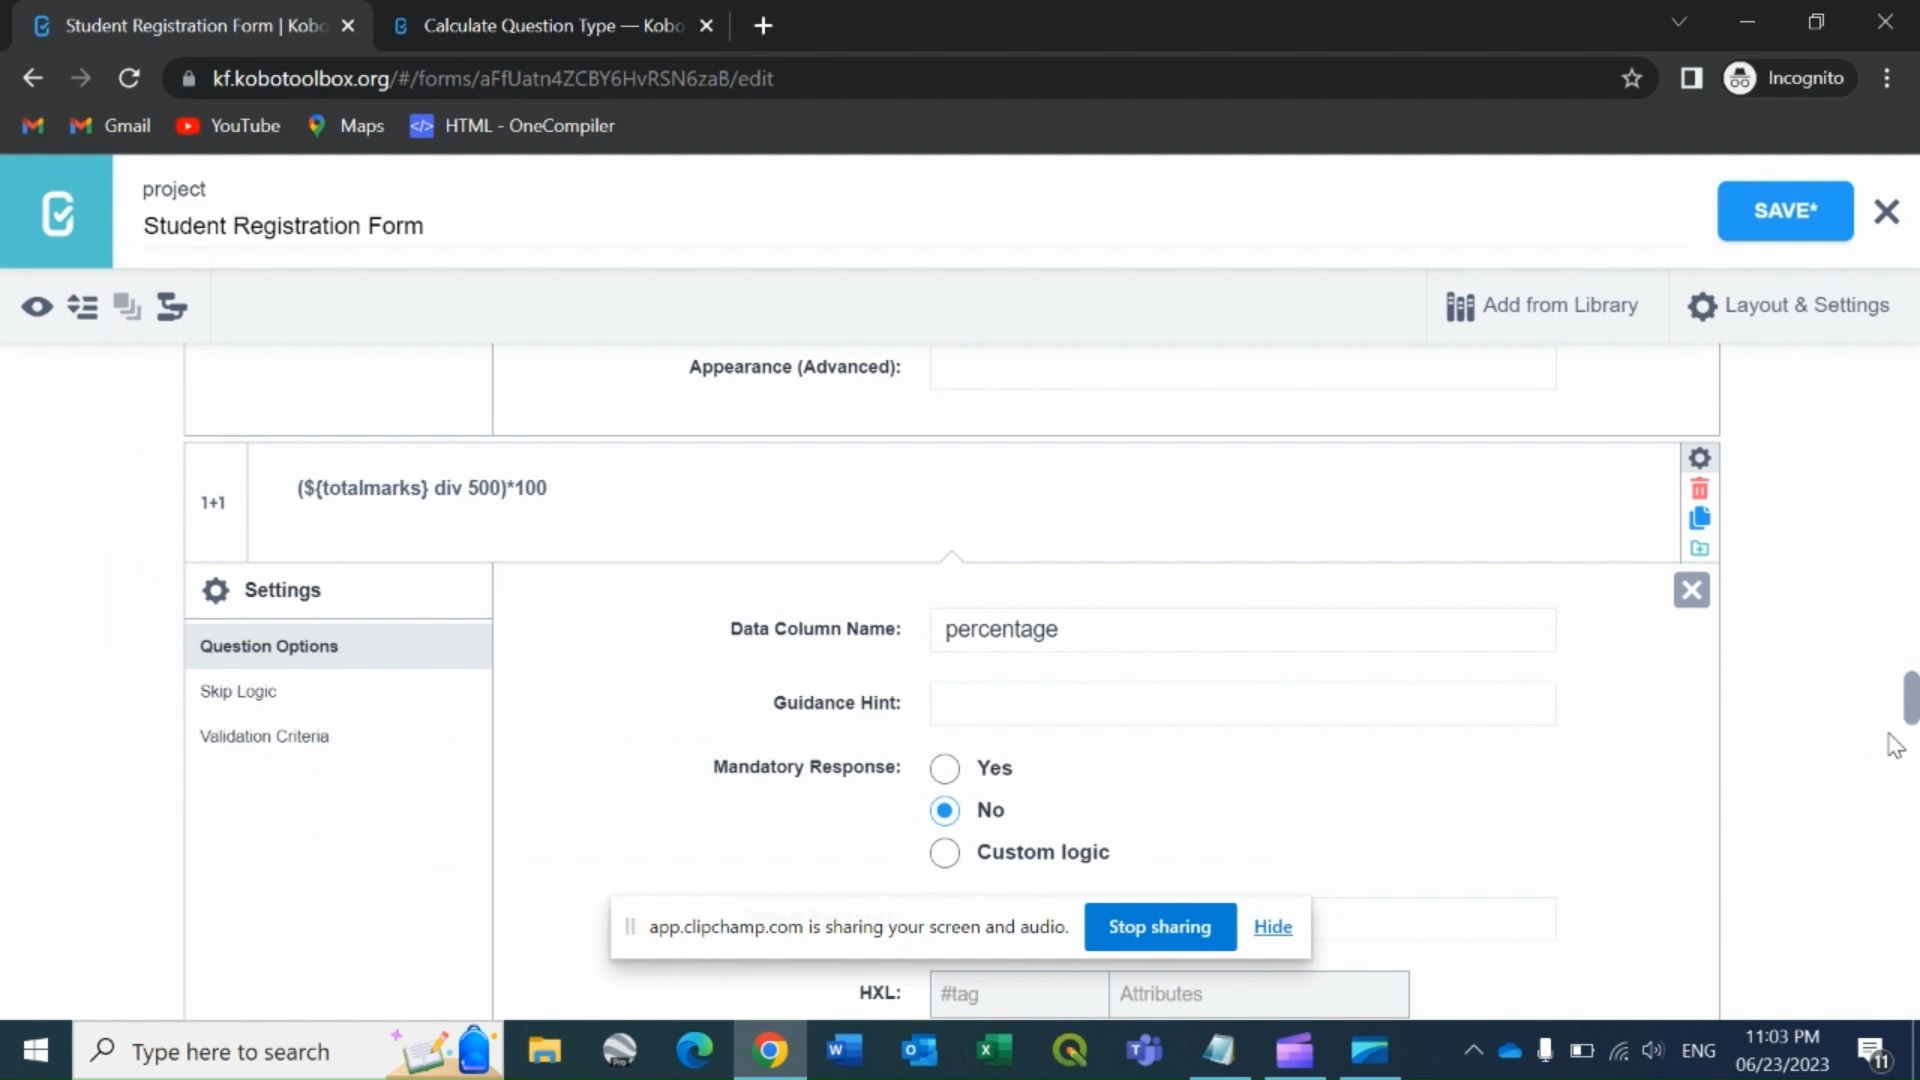 Student Registration Form | Kobo
Calculate Question Type — Kobo
kf.kobotoolbox.org/#/forms/aFfUatn4ZCBY6HvRSN6zaB/edit
Incognito
Gmail
YouTube
Maps
HTML - OneCompiler
project
Student Registration Form
SAVE*
Add from Library
Layout & Settings
Appearance (Advanced):
1+1
(${totalmarks} div 500)*100
Settings
Question Options
Skip Logic
Validation Criteria
Data Column Name:
percentage
Guidance Hint:
Mandatory Response:
Yes
No
Custom logic
app.clipchamp.com is sharing your screen and audio.
Stop sharing
Hide
HXL:
#tag
Attributes
Type here to search
ENG
11:03 PM
06/23/2023
11